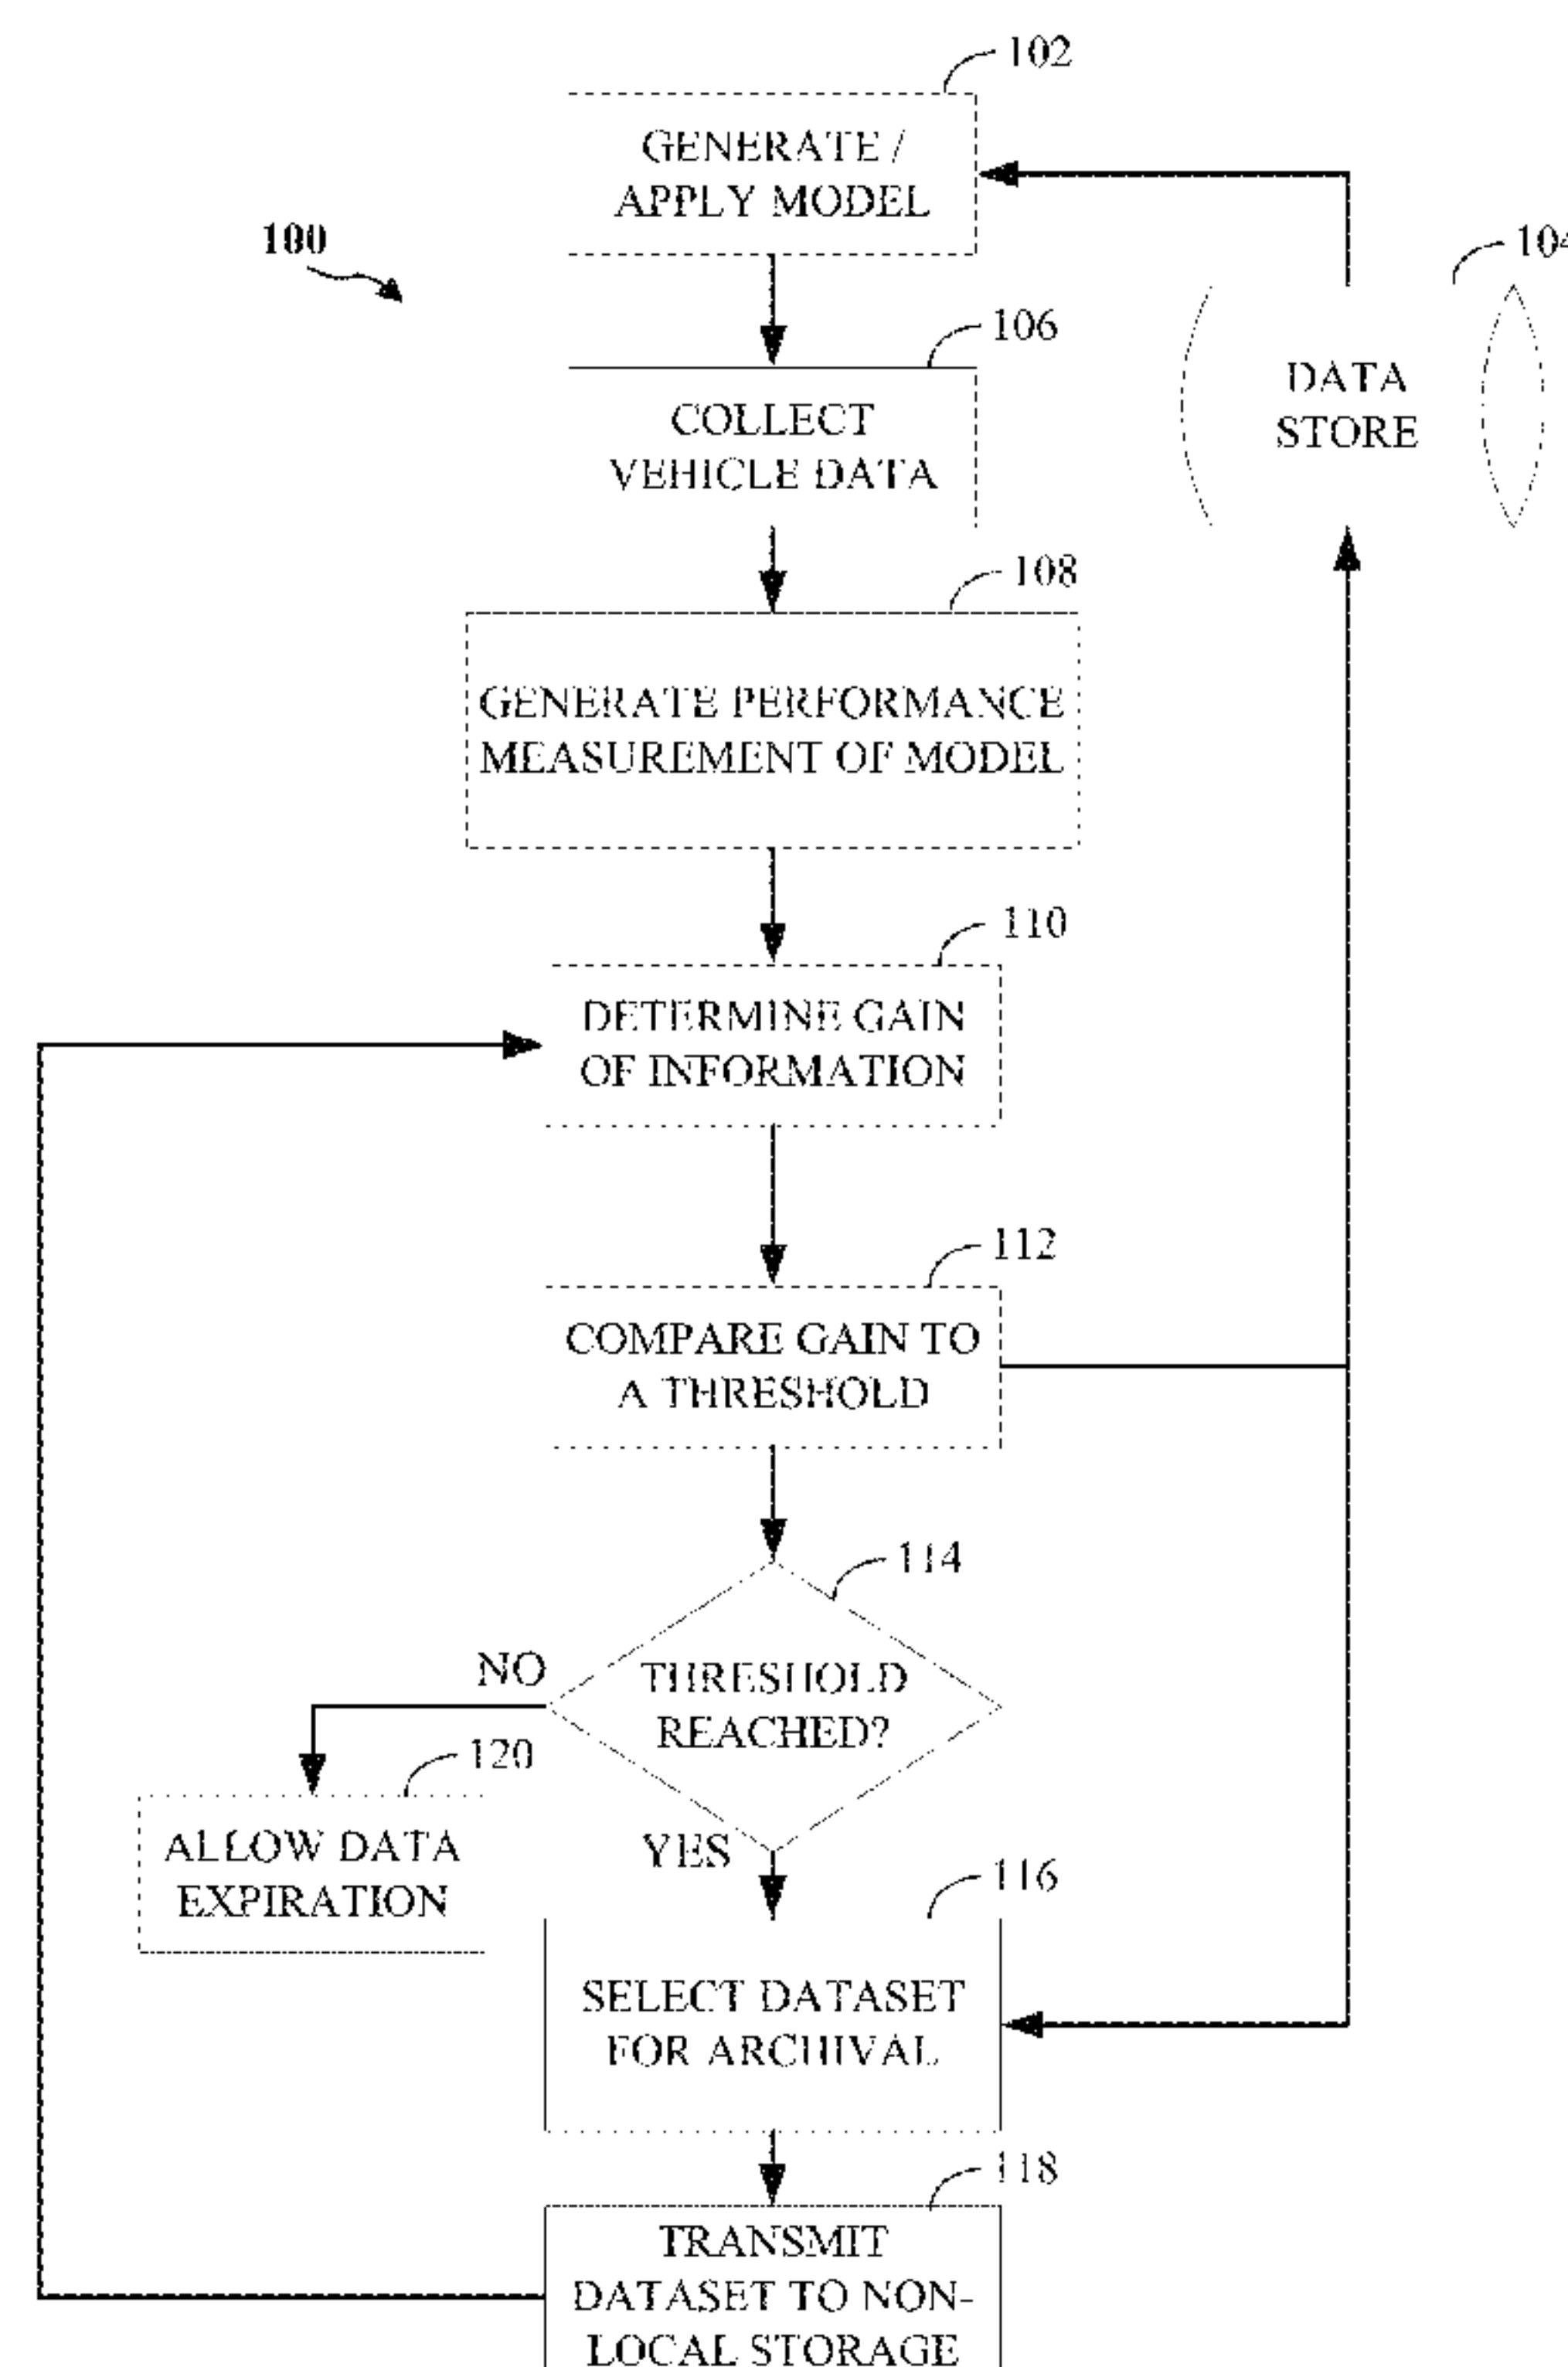 102
GENERATE /
APPLY MODEL
100
104
106
COLLECT
VEHICLE DATA
DATA
STORE
108
GENERATE PERFORMANCE
MEASUREMENT OF MODEL
110
DETERMINE GAIN
OF INFORMATION
112
COMPARE GAIN TO
A THRESHOLD
114
NO
THRESHOLD
REACHED?
120
ALLOW DATA
EXPIRATION
YES
116
SELECT DATASET
FOR ARCHIVAL
118
TRANSMIT
DATASET TO NON-
LOCAL STORAGE